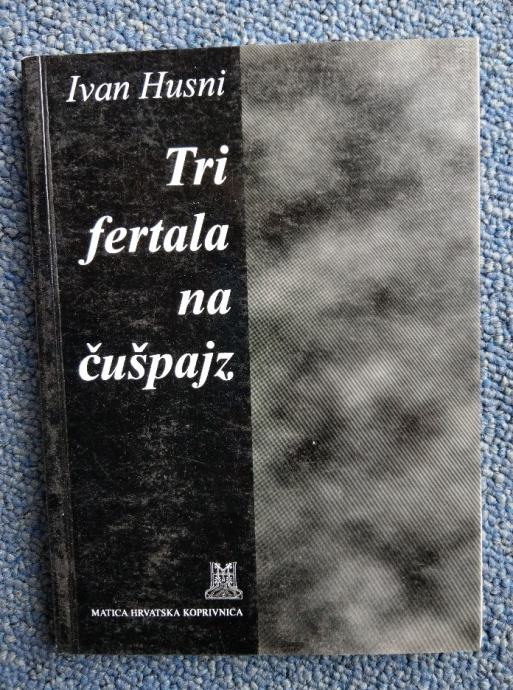 Ivan Husni
Tri
fertala
na
čušpajz
MATICA HRVATSKA KOPRIVNICA